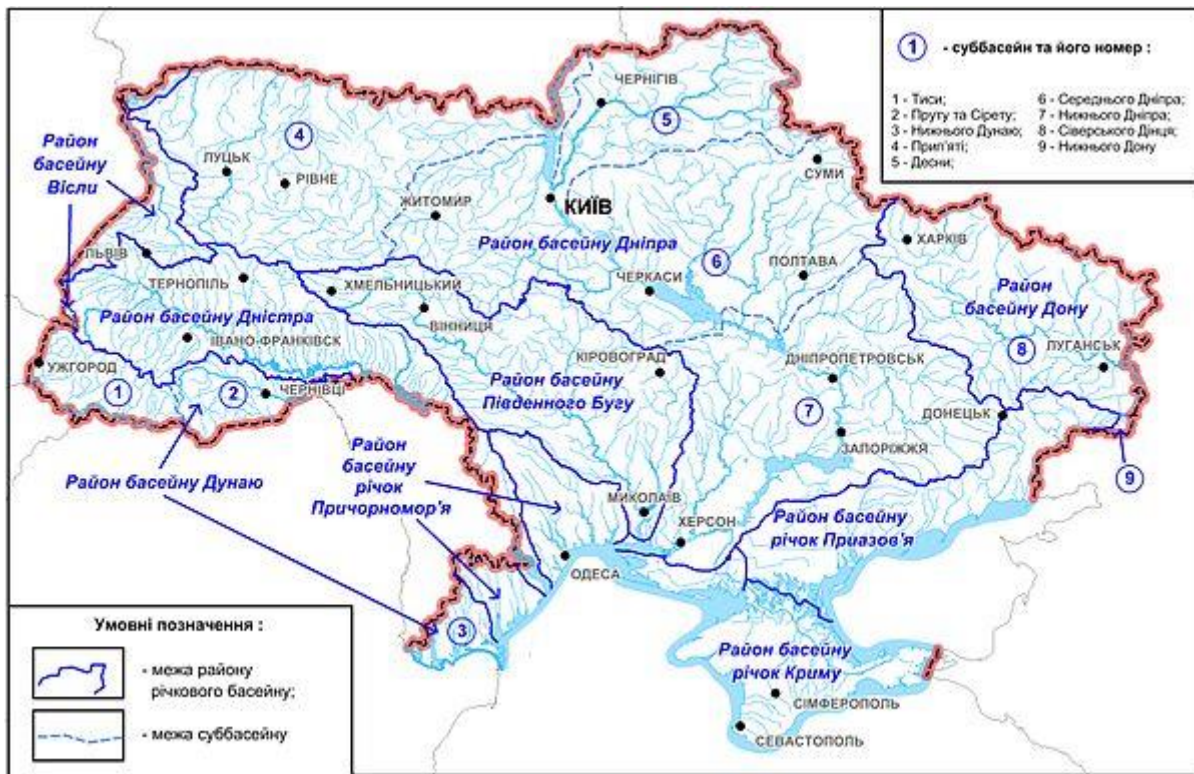 1 - суббасейн та його номер :
1 - Тиси;
2 - Пруту та Сірету;
3 - Нижнього Дунаю;
4 - Прип'яті;
5 - Десни;
6 - Середнього Дніпра;
7 - Нижнього Дніпра;
8 - Сіверського Дінця;
9 - Нижнього Дону
ЧЕРНІГІВ
5
4
Район
басейну
Вісли
ЛУЦЬК
РІВНЕ
СУМИ
ЖИТОМИР
КИЇВ
Район басейну Дніпра
ХАРКІВ
ЛЬВІВ
ТЕРНОПІЛЬ
ХМЕЛЬНИЦЬКИЙ
ЧЕРКАСИ
6
ПОЛТАВА
Район
басейну Дону
Район басейну Дністра
ВІННИЦЯ
ІВАНО-ФРАНКІВСК
КІРОВОГРАД
ДНІПРОПЕТРОВСЬК
8
ЛУГАНСЬК
УЖГОРОД
1
2
ЧЕРНІВЦІ
Район басейну
Південного Бугу
7
ДОНЕЦЬК
ЗАПОРІЖЖЯ
9
Район басейну Дунаю
Район
басейну
річок
Причорномор'я
МИКОЛАЇВ
ХЕРСОН
Район басейну
річок Приазов'я
ОДЕСА
3
Район басейну
річок Криму
СІМФЕРОПОЛЬ
СЕВАСТОПОЛЬ
Умовні позначення :
- межа району
річкового басейну;
- межа суббасейну